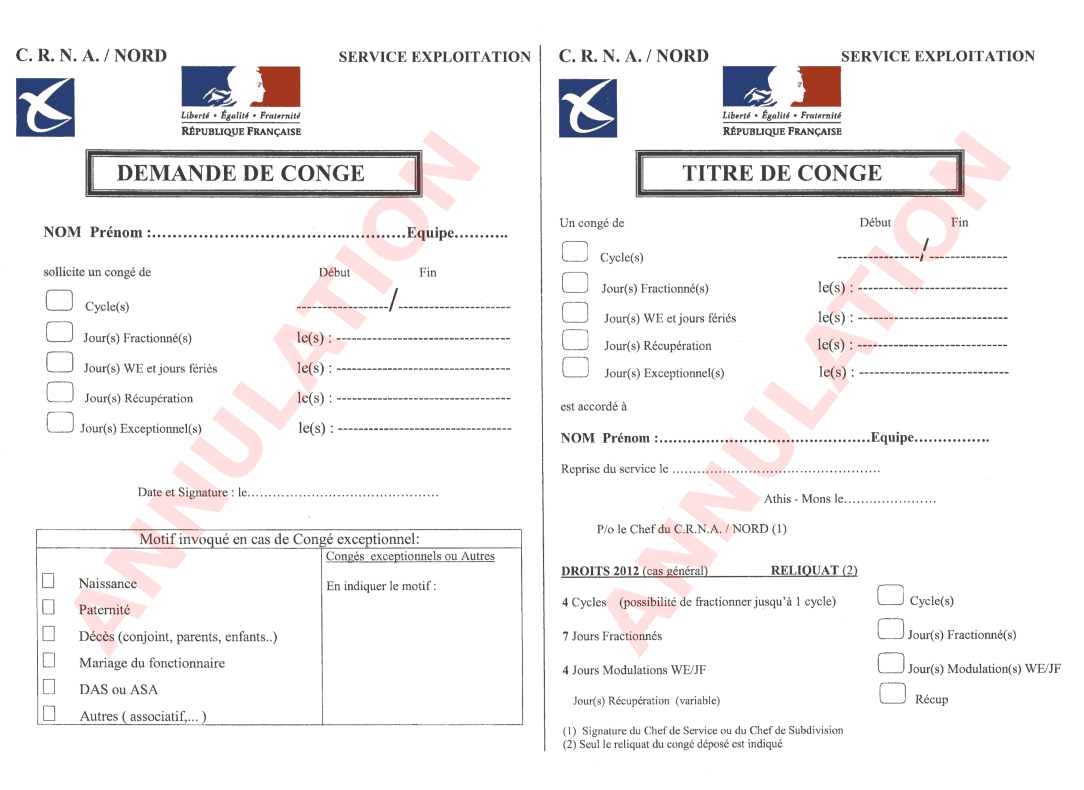 C. R. N. A. / NORD
SERVICE EXPLOITATION
Liberté • Égalité • Fraternité
RÉPUBLIQUE FRANÇAISE
DEMANDE DE CONGE
NOM Prénom :…………………………………..…………Equipe………..
sollicite un congé de Début Fin
Cycle(s) -------------------/-----------------------
Jour(s) Fractionné(s) le(s) : -----------------------------------
Jour(s) WE et jours fériés le(s) : -----------------------------------
Jour(s) Récupération le(s) : -----------------------------------
Jour(s) Exceptionnel(s) le(s) : -----------------------------------
Date et Signature : le………………………………………
Motif invoqué en cas de Congé exceptionnel:
Congés exceptionnels ou Autres
En indiquer le motif :
Naissance
Paternité
Décès (conjoint, parents, enfants..)
Mariage du fonctionnaire
DAS ou ASA
Autres ( associatif,... )
ANNULATION
C. R. N. A. / NORD
SERVICE EXPLOITATION
Liberté • Égalité • Fraternité
RÉPUBLIQUE FRANÇAISE
TITRE DE CONGE
Un congé de Début Fin
Cycle(s) -----------------/----------------
Jour(s) Fractionné(s) le(s) : ------------------------------
Jour(s) WE et jours fériés le(s) : ------------------------------
Jour(s) Récupération le(s) : ------------------------------
Jour(s) Exceptionnel(s) le(s) : ------------------------------
est accordé à
NOM Prénom :……………………………………Equipe…………….
Reprise du service le ……………………………………………
Athis - Mons le…………………
P/o le Chef du C.R.N.A. / NORD (1)
DROITS 2012 (cas général) RELIQUAT (2)
4 Cycles (possibilité de fractionner jusqu'à 1 cycle) Cycle(s)
7 Jours Fractionnés Jour(s) Fractionné(s)
4 Jours Modulations WE/JF Jour(s) Modulation(s) WE/JF
Jour(s) Récupération (variable) Récup
(1) Signature du Chef de Service ou du Chef de Subdivision
(2) Seul le reliquat du congé déposé est indiqué
ANNULATION